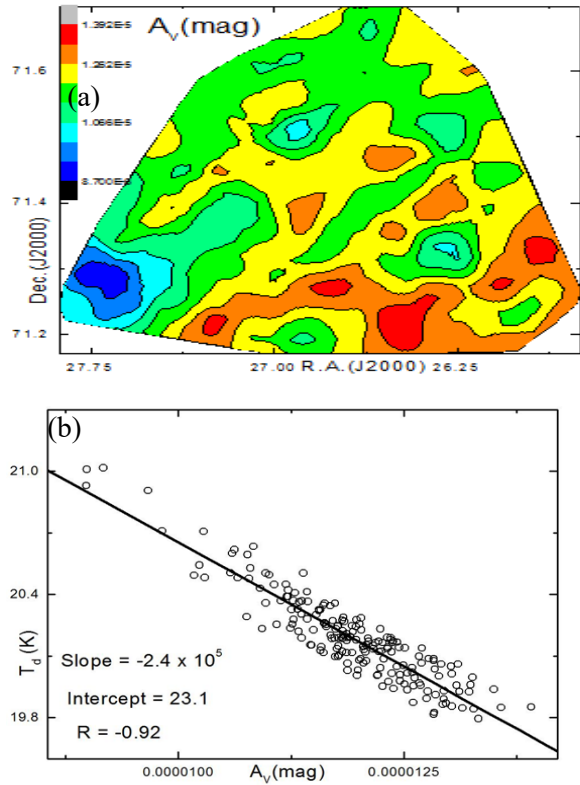 A_V(mag)
1.392E-5
1.262E-5
(a)
1.066E-5
8.700E-6
71.6
71.4
71.2
Dec.(J2000)
27.75 27.00 R.A.(J2000) 26.25
(b)
21.0
20.4
19.8
T_d (K)
Slope = -2.4 x 10^5
Intercept = 23.1
R = -0.92
0.0000100 A_V(mag) 0.0000125